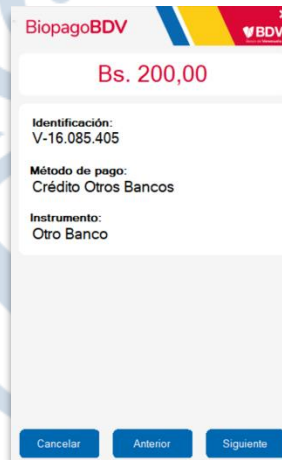 BiopagoBDV
BDV
Bs. 200,00
Identificación:
V-16.085.405
Método de pago:
Crédito Otros Bancos
Instrumento:
Otro Banco
Cancelar
Anterior
Siguiente